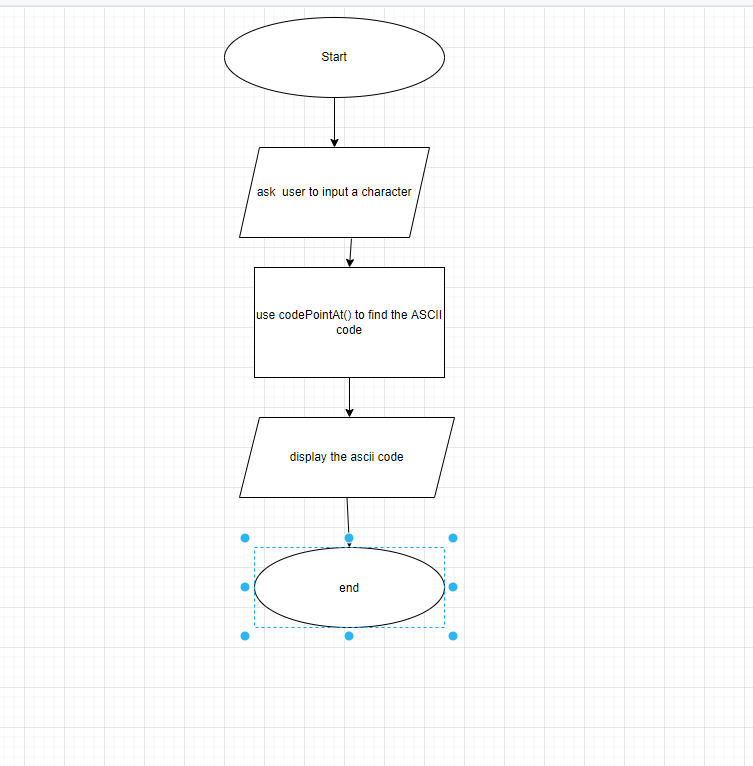 Start
ask  user to input a character
use codePointAt() to find the ASCII
code
display the ascii code
end